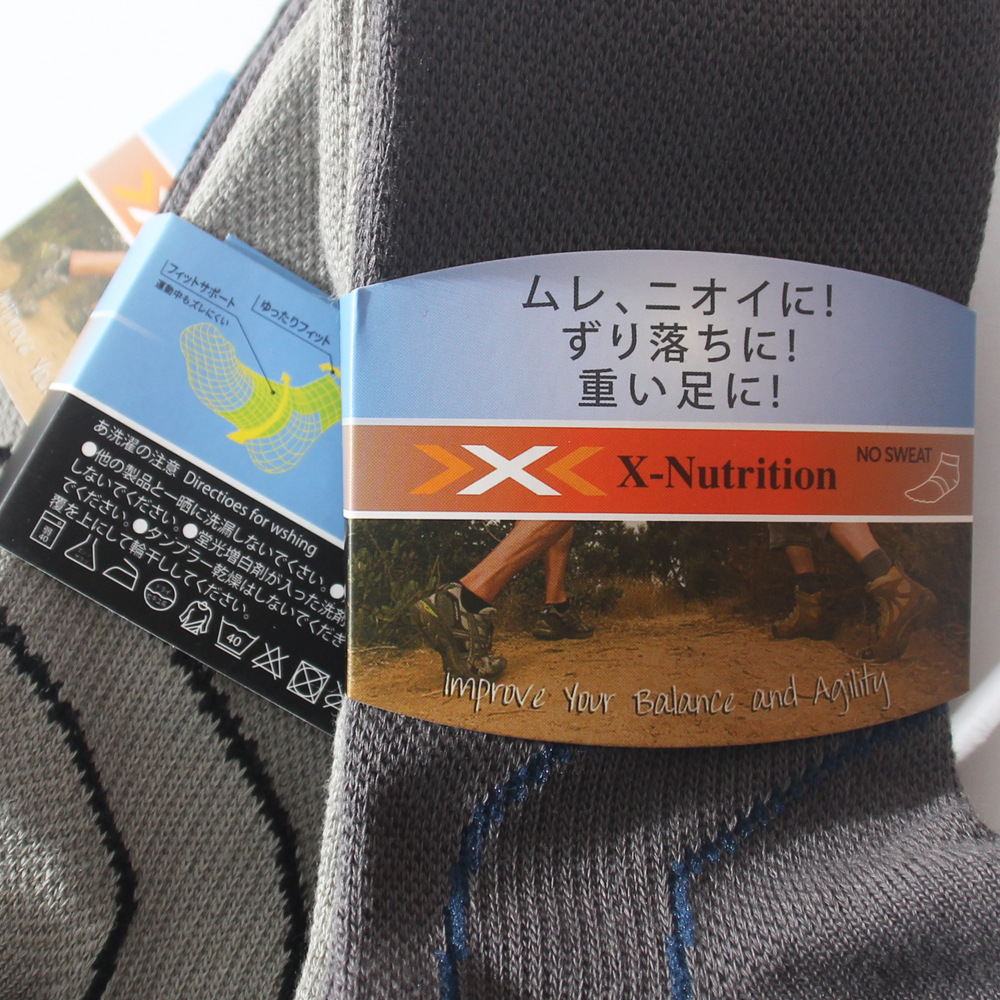 ムレ、ニオイに!
ずり落ちに!
重い足に!
X-Nutrition
NO SWEAT
Improve Your Balance and Agility
フィットサポート
運動中もズレにくい
ゆったりフィット
あ洗濯の注意 Directioes for wshing
●他の製品と一晒に洗漏しないでください。●
しないでください。●蛍光増白剤が入った洗剤
でください。●タンブラー乾燥はしないでくださ
覆を上にして輪干ししてください。
40
40